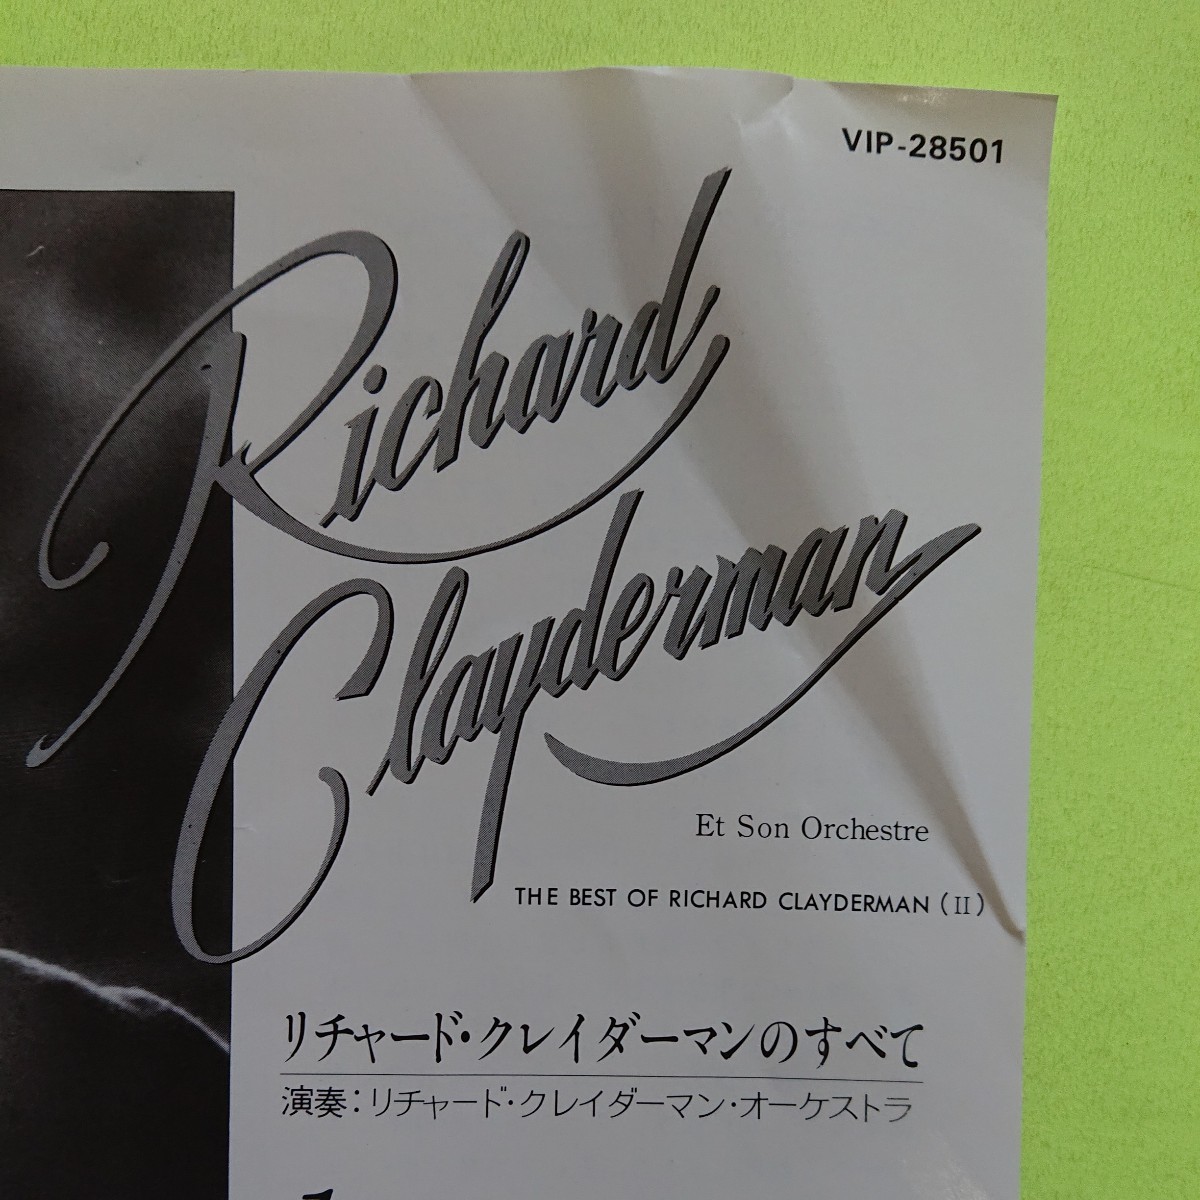 VIP-28501
Richard
Clayderman
Et Son Orchestre
THE BEST OF RICHARD CLAYDERMAN (II)
リチャード・クレイダーマンのすべて
演奏:リチャード・クレイダーマン・オーケストラ